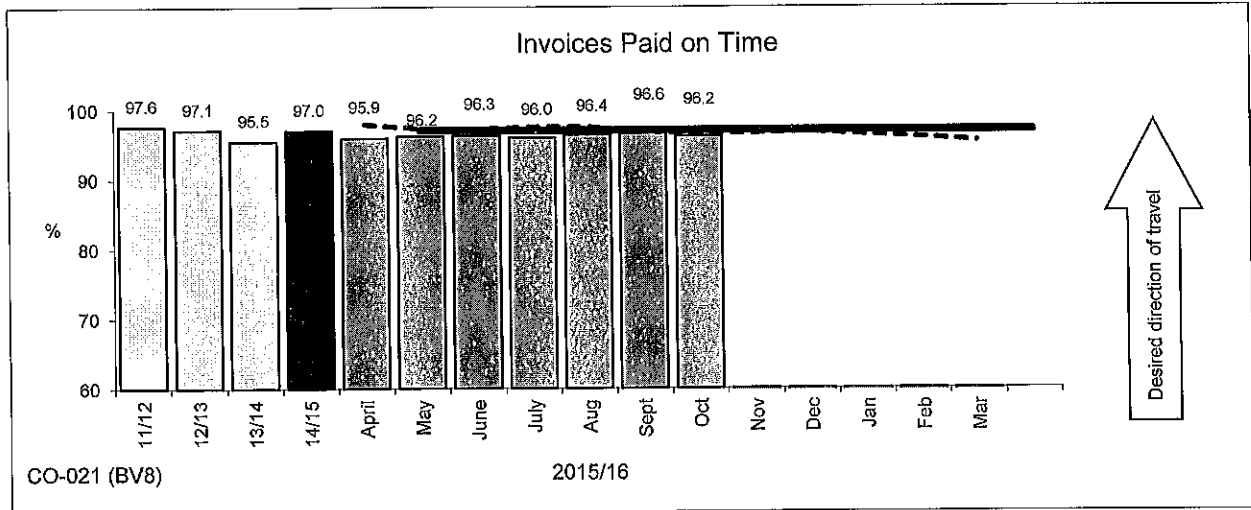 Invoices Paid on Time
97.6 97.1 95.5 97.0 95.9 96.2 96.3 96.0 96.4 96.6 96.2
100
90
%
80
70
60
11/12 12/13 13/14 14/15 April May June July Aug Sept Oct Nov Dec Jan Feb Mar
CO-021 (BV8) 2015/16
Desired direction of travel